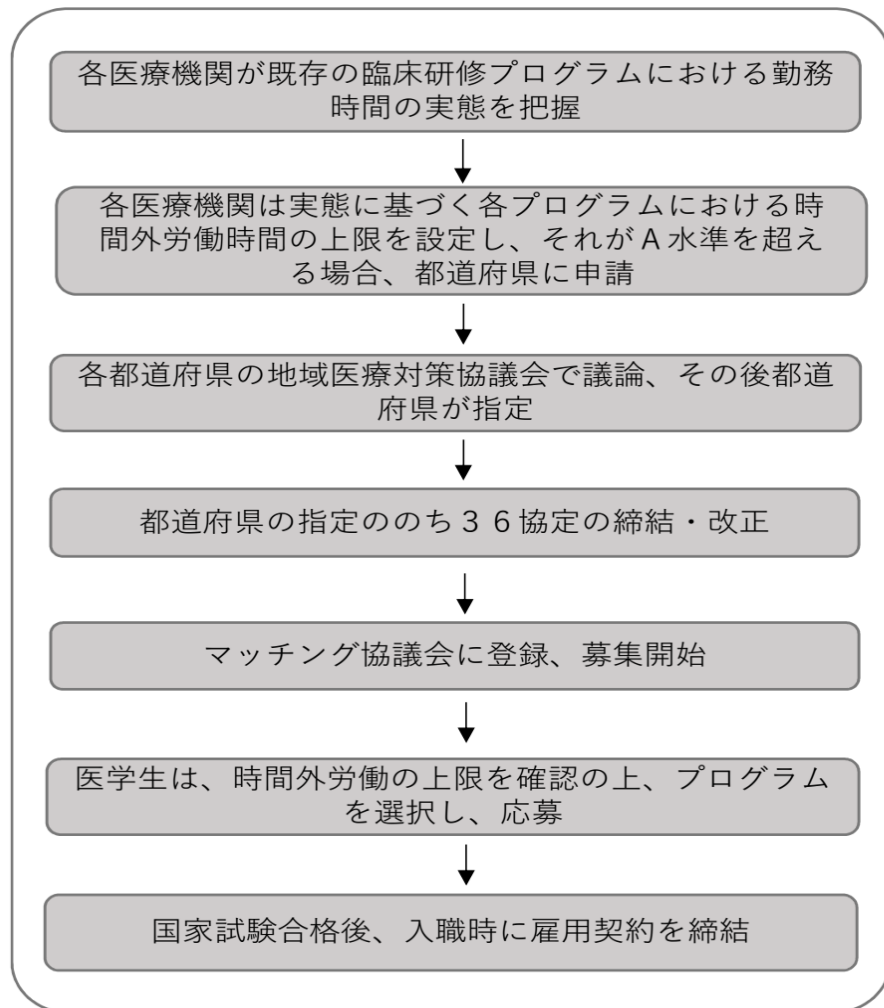 各医療機関が既存の臨床研修プログラムにおける勤務
時間の実態を把握
各医療機関は実態に基づく各プログラムにおける時
間外労働時間の上限を設定し、それがA水準を超え
る場合、都道府県に申請
各都道府県の地域医療対策協議会で議論、その後都道
府県が指定
都道府県の指定ののち３６協定の締結・改正
マッチング協議会に登録、募集開始
医学生は、時間外労働の上限を確認の上、プログラム
を選択し、応募
国家試験合格後、入職時に雇用契約を締結